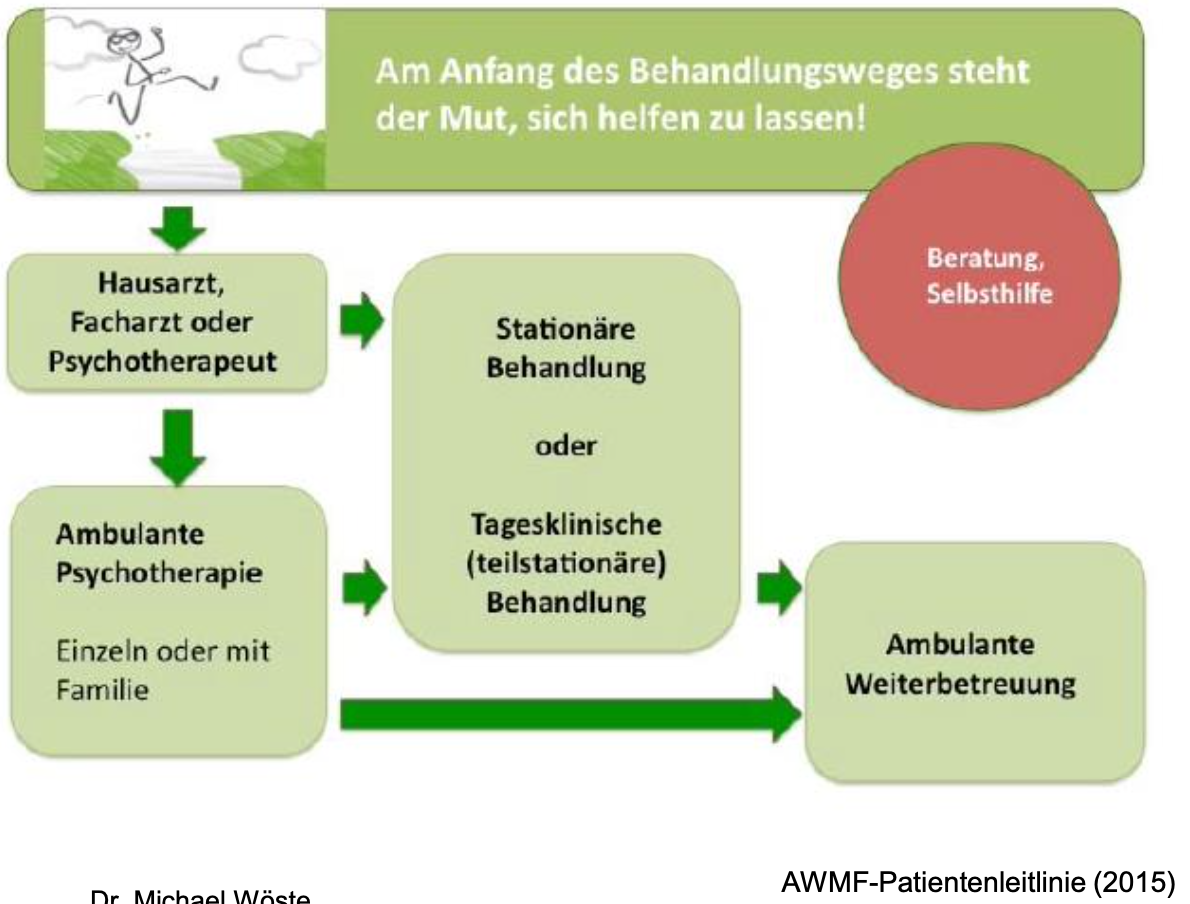 Am Anfang des Behandlungsweges steht
der Mut, sich helfen zu lassen!
Beratung,
Selbsthilfe
Hausarzt,
Facharzt oder
Psychotherapeut
Stationäre
Behandlung
oder
Tagesklinische
(teilstationäre)
Behandlung
Ambulante
Psychotherapie
Einzeln oder mit
Familie
Ambulante
Weiterbetreuung
AWMF-Patientenleitlinie (2015)
Dr. Michael Wöste